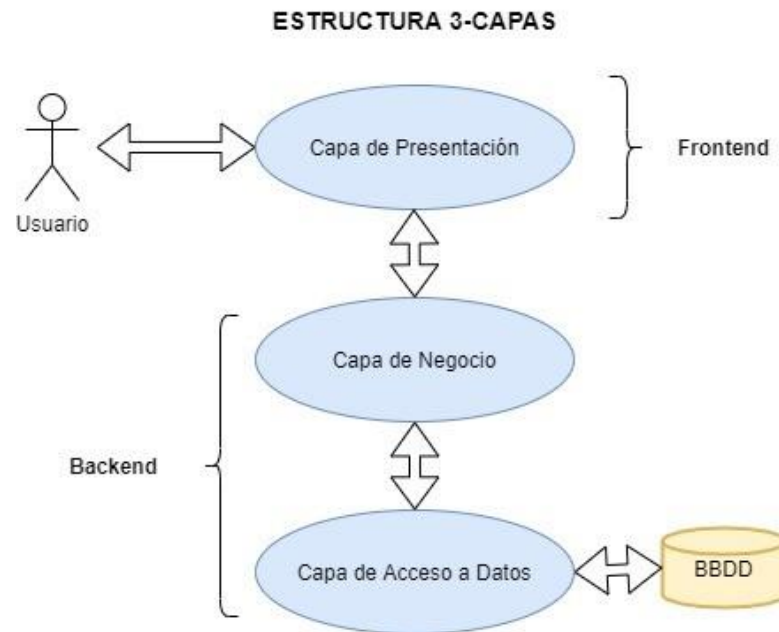 ESTRUCTURA 3-CAPAS
Capa de Presentación
Frontend
Usuario
Capa de Negocio
Backend
Capa de Acceso a Datos
BBDD